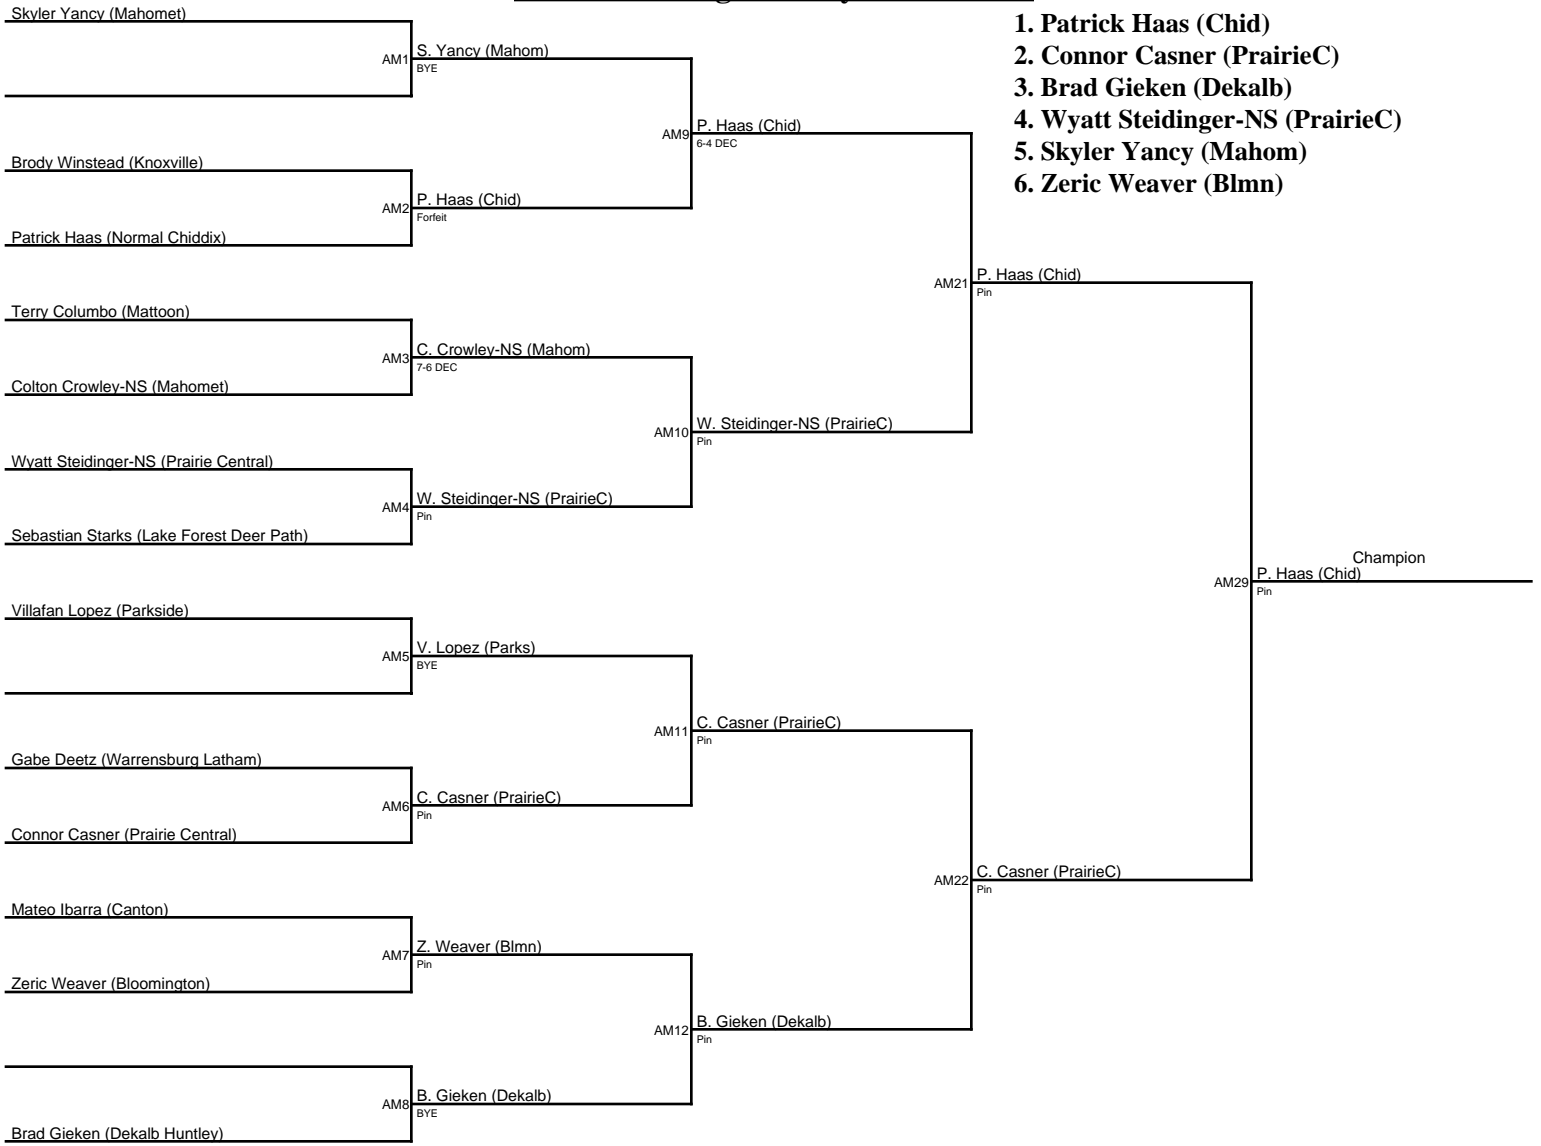 1. Patrick Haas (Chid)
2. Connor Casner (PrairieC)
3. Brad Gieken (Dekalb)
4. Wyatt Steidinger-NS (PrairieC)
5. Skyler Yancy (Mahom)
6. Zeric Weaver (Blmn)
Skyler Yancy (Mahomet)
AM1
S. Yancy (Mahom)
BYE
Brody Winstead (Knoxville)
AM2
P. Haas (Chid)
Forfeit
Patrick Haas (Normal Chiddix)
AM9
P. Haas (Chid)
6-4 DEC
Terry Columbo (Mattoon)
AM3
C. Crowley-NS (Mahom)
7-6 DEC
Colton Crowley-NS (Mahomet)
AM10
W. Steidinger-NS (PrairieC)
Pin
Wyatt Steidinger-NS (Prairie Central)
AM4
W. Steidinger-NS (PrairieC)
Pin
Sebastian Starks (Lake Forest Deer Path)
AM21
P. Haas (Chid)
Pin
Champion
AM29
P. Haas (Chid)
Pin
Villafan Lopez (Parkside)
AM5
V. Lopez (Parks)
BYE
AM11
C. Casner (PrairieC)
Pin
Gabe Deetz (Warrensburg Latham)
AM6
C. Casner (PrairieC)
Pin
Connor Casner (Prairie Central)
AM22
C. Casner (PrairieC)
Pin
Mateo Ibarra (Canton)
AM7
Z. Weaver (Blmn)
Pin
Zeric Weaver (Bloomington)
AM12
B. Gieken (Dekalb)
Pin
AM8
B. Gieken (Dekalb)
BYE
Brad Gieken (Dekalb Huntley)